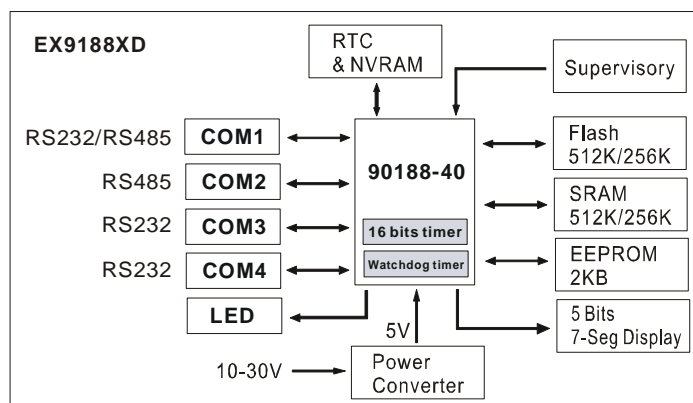 EX9188XD
RTC
& NVRAM
Supervisory
RS232/RS485
COM1
RS485
COM2
RS232
COM3
RS232
COM4
LED
90188-40
16 bits timer
Watchdog timer
Flash
512K/256K
SRAM
512K/256K
EEPROM
2KB
5 Bits
7-Seg Display
5V
10-30V
Power
Converter